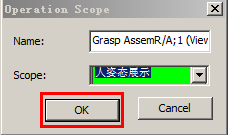 Operation Scope
Name: Grasp AssemR/A;1 (View
Scope: 人姿态展示
OK Cancel